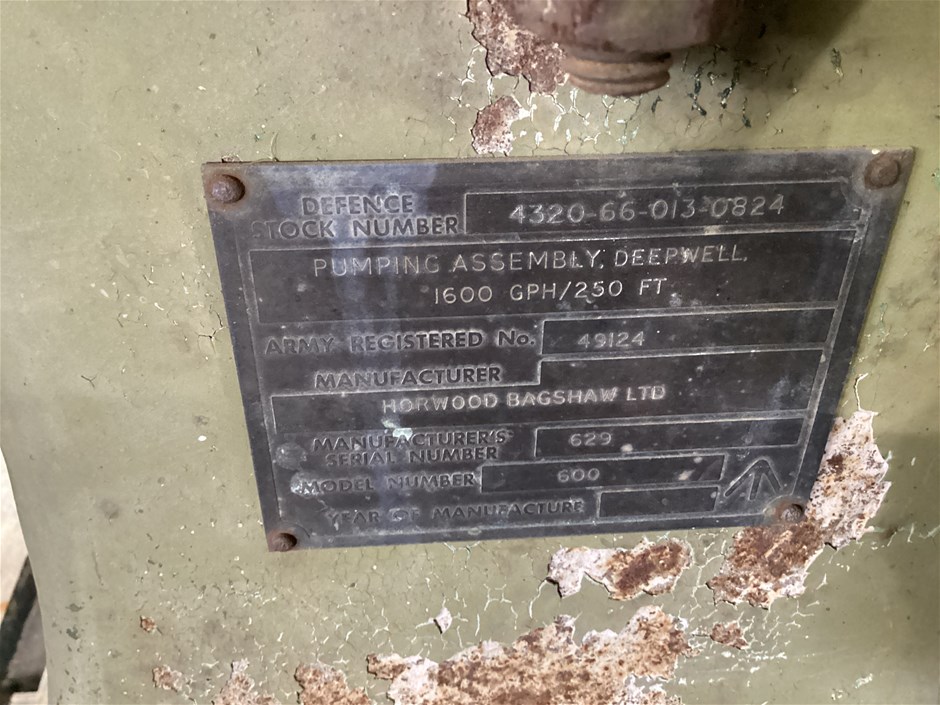 DEFENCE
STOCK NUMBER
4320-66-013-0824
PUMPING ASSEMBLY, DEEPWELL,
1600 GPH/250 FT
ARMY REGISTERED No. 49124
MANUFACTURER
HORWOOD BAGSHAW LTD
MANUFACTURER'S
SERIAL NUMBER
629
MODEL NUMBER 600
YEAR OF MANUFACTURE